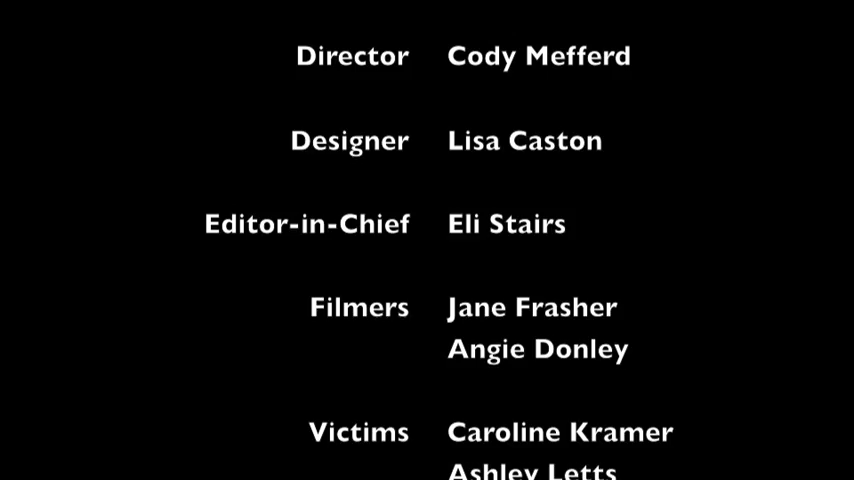 Director Cody Mefferd
Designer Lisa Caston
Editor-in-Chief Eli Stairs
Filmers Jane Frasher
Angie Donley
Victims Caroline Kramer
Ashley Letts